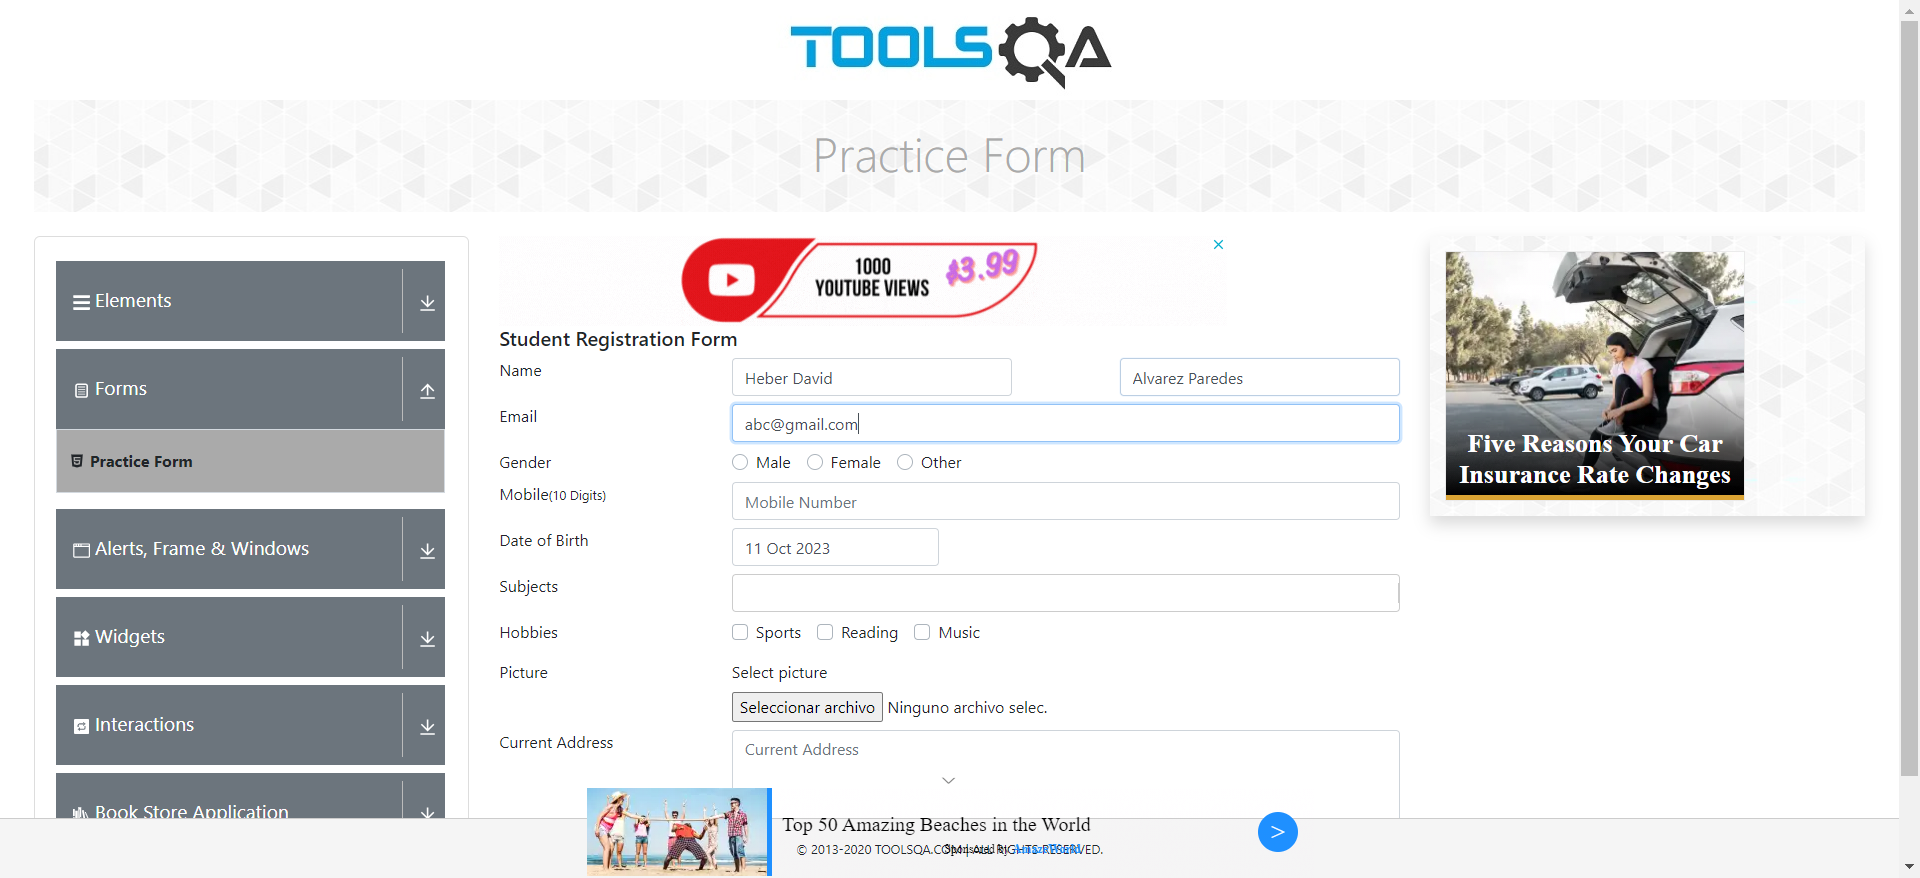 TOOLSQA
Practice Form
Elements
Forms
Practice Form
Alerts, Frame & Windows
Widgets
Interactions
Book Store Application
1000
YOUTUBE VIEWS
$3.99
Student Registration Form
Name
Heber David
Alvarez Paredes
Email
abc@gmail.com
Gender
Male Female Other
Mobile(10 Digits)
Mobile Number
Date of Birth
11 Oct 2023
Subjects
Hobbies
Sports Reading Music
Picture
Select picture
Seleccionar archivo Ninguno archivo selec.
Current Address
Current Address
Five Reasons Your Car
Insurance Rate Changes
Top 50 Amazing Beaches in the World
© 2013-2020 TOOLSQA.COM | ALL RIGHTS RESERVED.